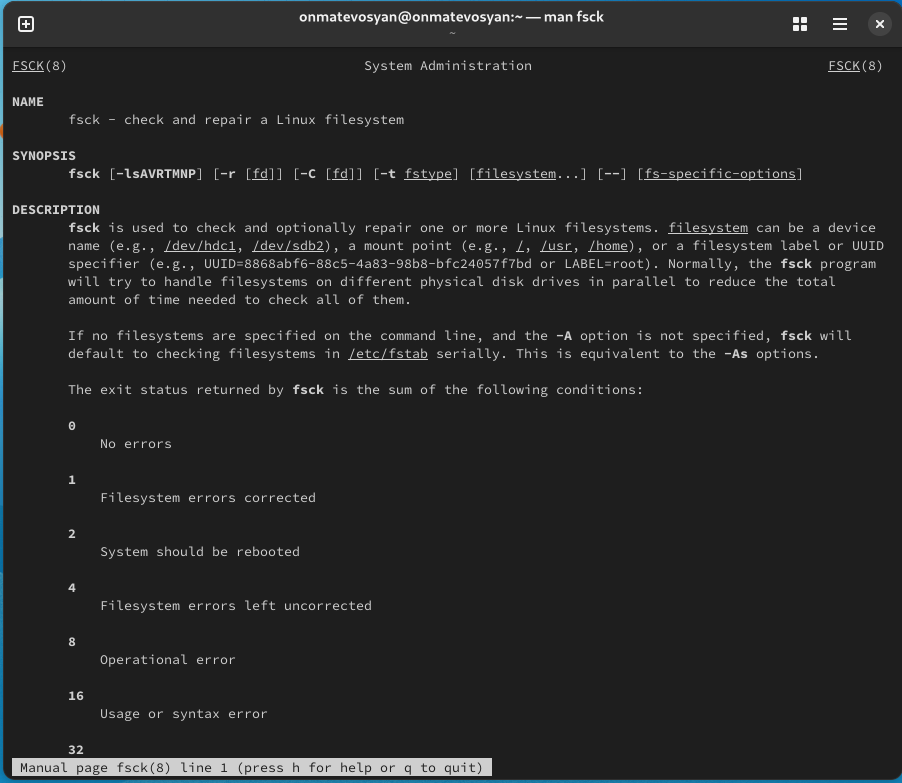 onmatevosyan@onmatevosyan:~ — man fsck
~
FSCK(8) System Administration FSCK(8)
NAME
fsck - check and repair a Linux filesystem
SYNOPSIS
fsck [-lsAVRTMNP] [-r [fd]] [-C [fd]] [-t fstype] [filesystem...] [--] [fs-specific-options]
DESCRIPTION
fsck is used to check and optionally repair one or more Linux filesystems. filesystem can be a device
name (e.g., /dev/hdc1, /dev/sdb2), a mount point (e.g., /, /usr, /home), or a filesystem label or UUID
specifier (e.g., UUID=8868abf6-88c5-4a83-98b8-bfc24057f7bd or LABEL=root). Normally, the fsck program
will try to handle filesystems on different physical disk drives in parallel to reduce the total
amount of time needed to check all of them.
If no filesystems are specified on the command line, and the -A option is not specified, fsck will
default to checking filesystems in /etc/fstab serially. This is equivalent to the -As options.
The exit status returned by fsck is the sum of the following conditions:
0
No errors
1
Filesystem errors corrected
2
System should be rebooted
4
Filesystem errors left uncorrected
8
Operational error
16
Usage or syntax error
32
Manual page fsck(8) line 1 (press h for help or q to quit)